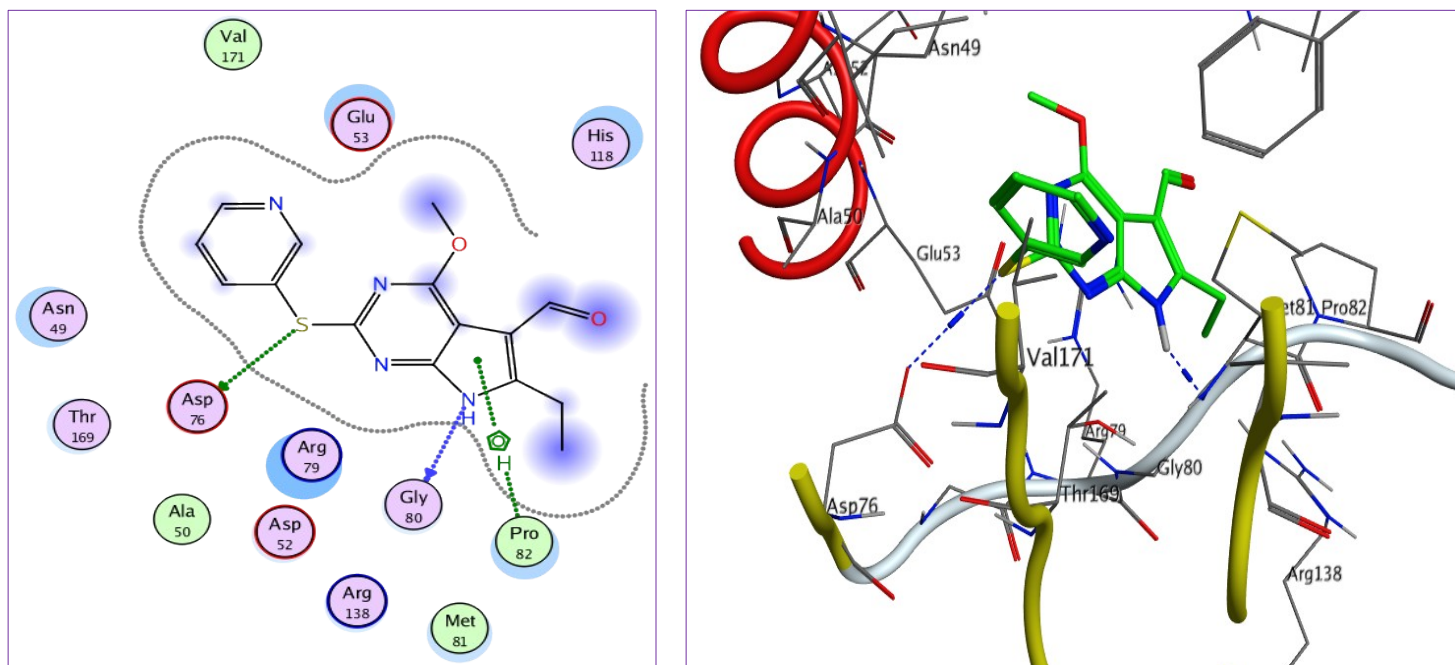 Val
171
Glu
53
His
118
N
O
N
O
Asn
49
S
N
N
H
Asp
76
Thr
169
Arg
79
H
Gly
80
Ala
50
Asp
52
Pro
82
Arg
138
Met
81
Asn49
Ala50
Glu53
Pro82
Val171
Arg79
Gly80
Thr169
Asp76
Arg138